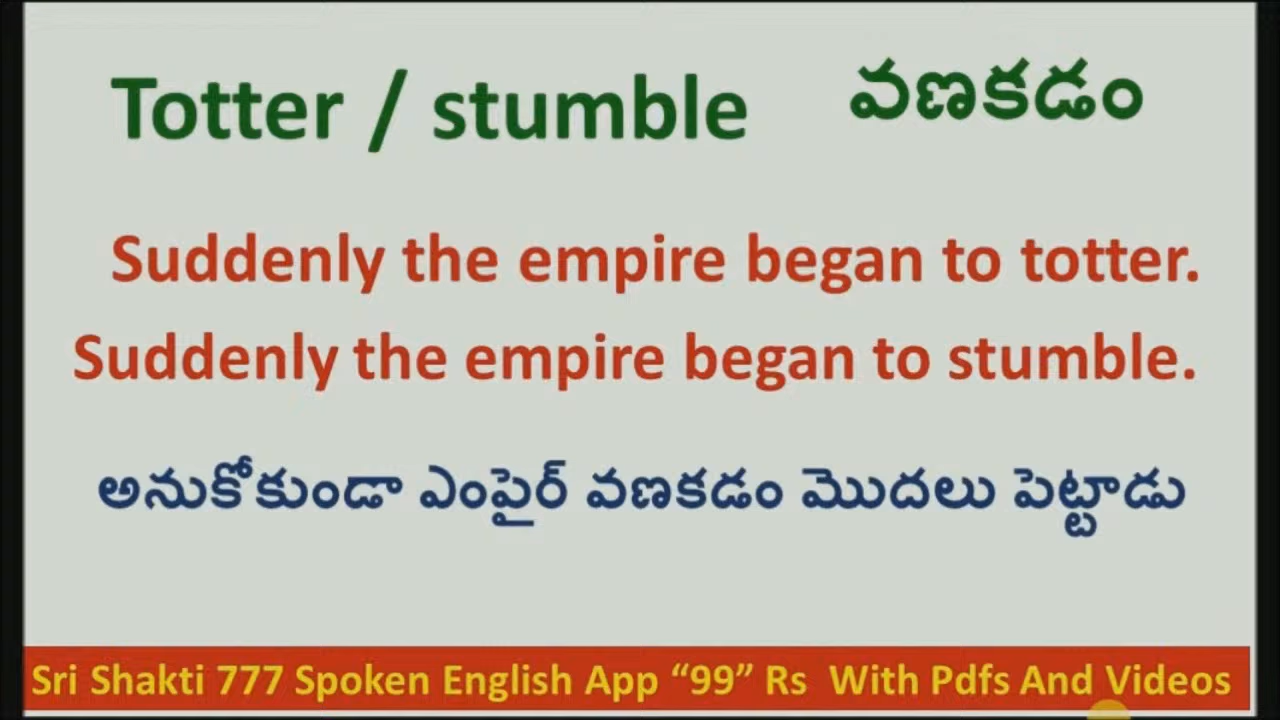 Totter / stumble వణకడం
Suddenly the empire began to totter.
Suddenly the empire began to stumble.
అనుకోకుండా ఎంపైర్ వణకడం మొదలు పెట్టాడు
Sri Shakti 777 Spoken English App “99” Rs With Pdfs And Videos